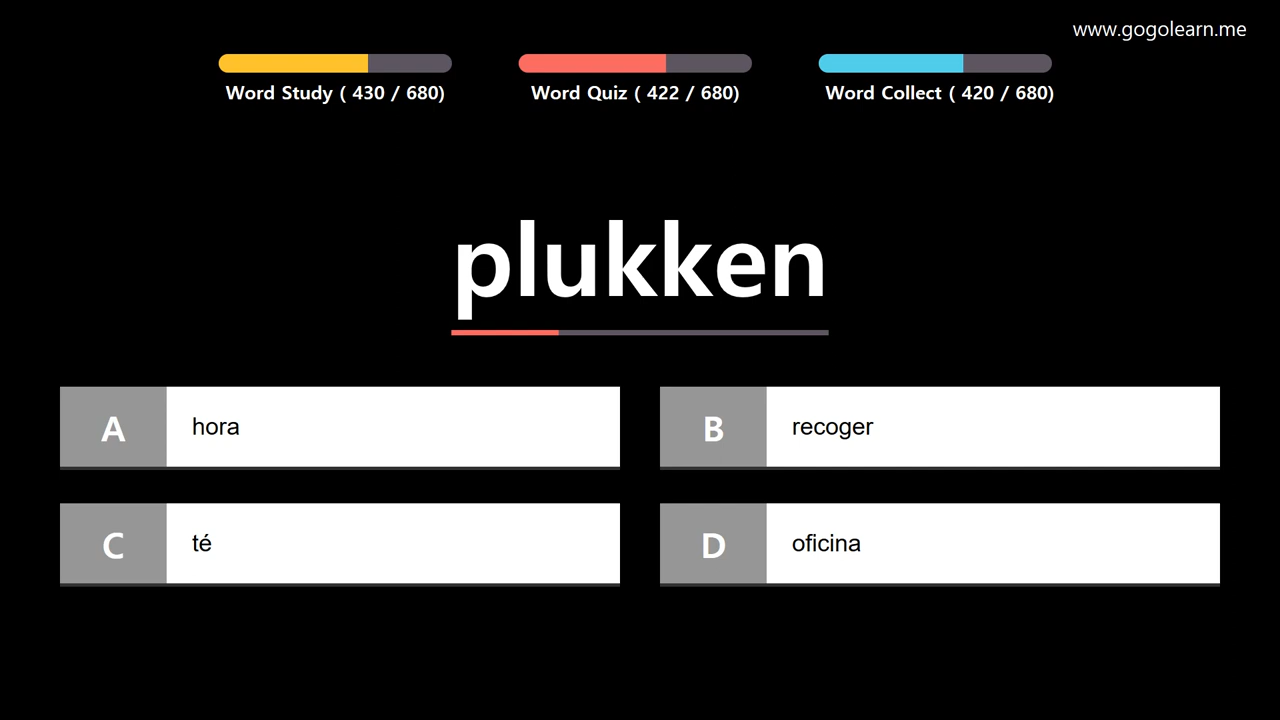 www.gogolearn.me
Word Study ( 430 / 680)
Word Quiz ( 422 / 680)
Word Collect ( 420 / 680)
plukken
A
hora
B
recoger
C
té
D
oficina